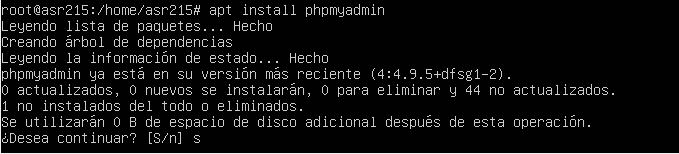 root@asr215:/home/asr215# apt install phpmyadmin
Leyendo lista de paquetes... Hecho
Creando árbol de dependencias
Leyendo la información de estado... Hecho
phpmyadmin ya está en su versión más reciente (4:4.9.5+dfsg1-2).
0 actualizados, 0 nuevos se instalarán, 0 para eliminar y 44 no actualizados.
1 no instalados del todo o eliminados.
Se utilizarán 0 B de espacio de disco adicional después de esta operación.
¿Desea continuar? [S/n] s